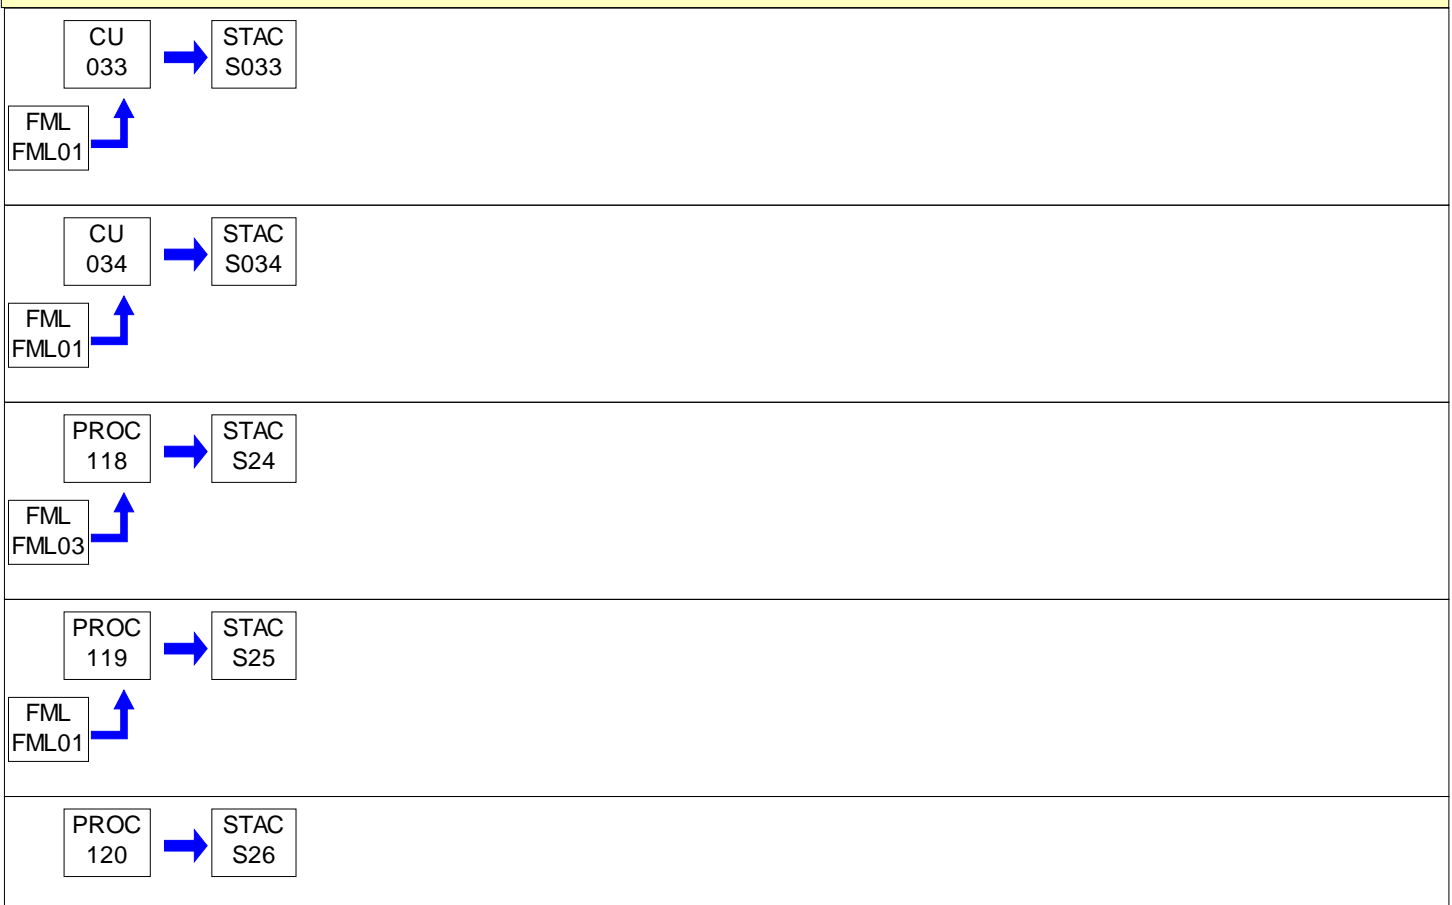 CU
033
STAC
S033
FML
FML01
CU
034
STAC
S034
FML
FML01
PROC
118
STAC
S24
FML
FML03
PROC
119
STAC
S25
FML
FML01
PROC
120
STAC
S26